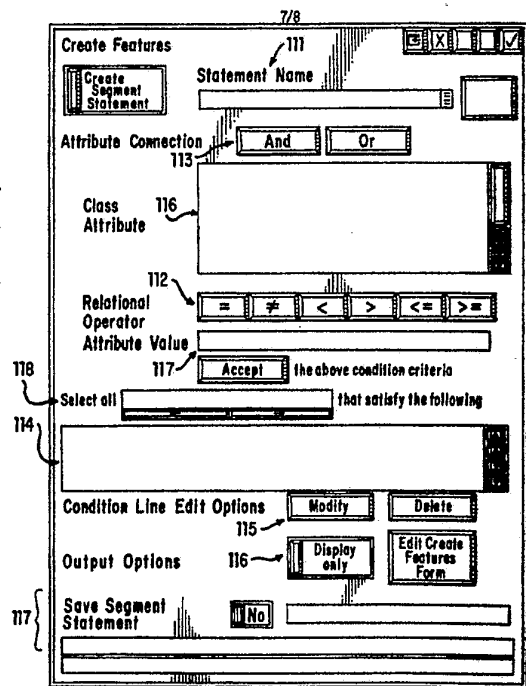 7/8
Create Features
111
Create Segment Statement
Statement Name
Attribute Connection
And
Or
113
Class Attribute
116
112
Relational Operator
= ≠ < > <= >=
Attribute Value
117
Accept
the above condition criteria
118
Select all
that satisfy the following
114
Condition Line Edit Options
Modify
Delete
115
Output Options
116
Display only
Edit Create Features Form
117
Save Segment Statement
No